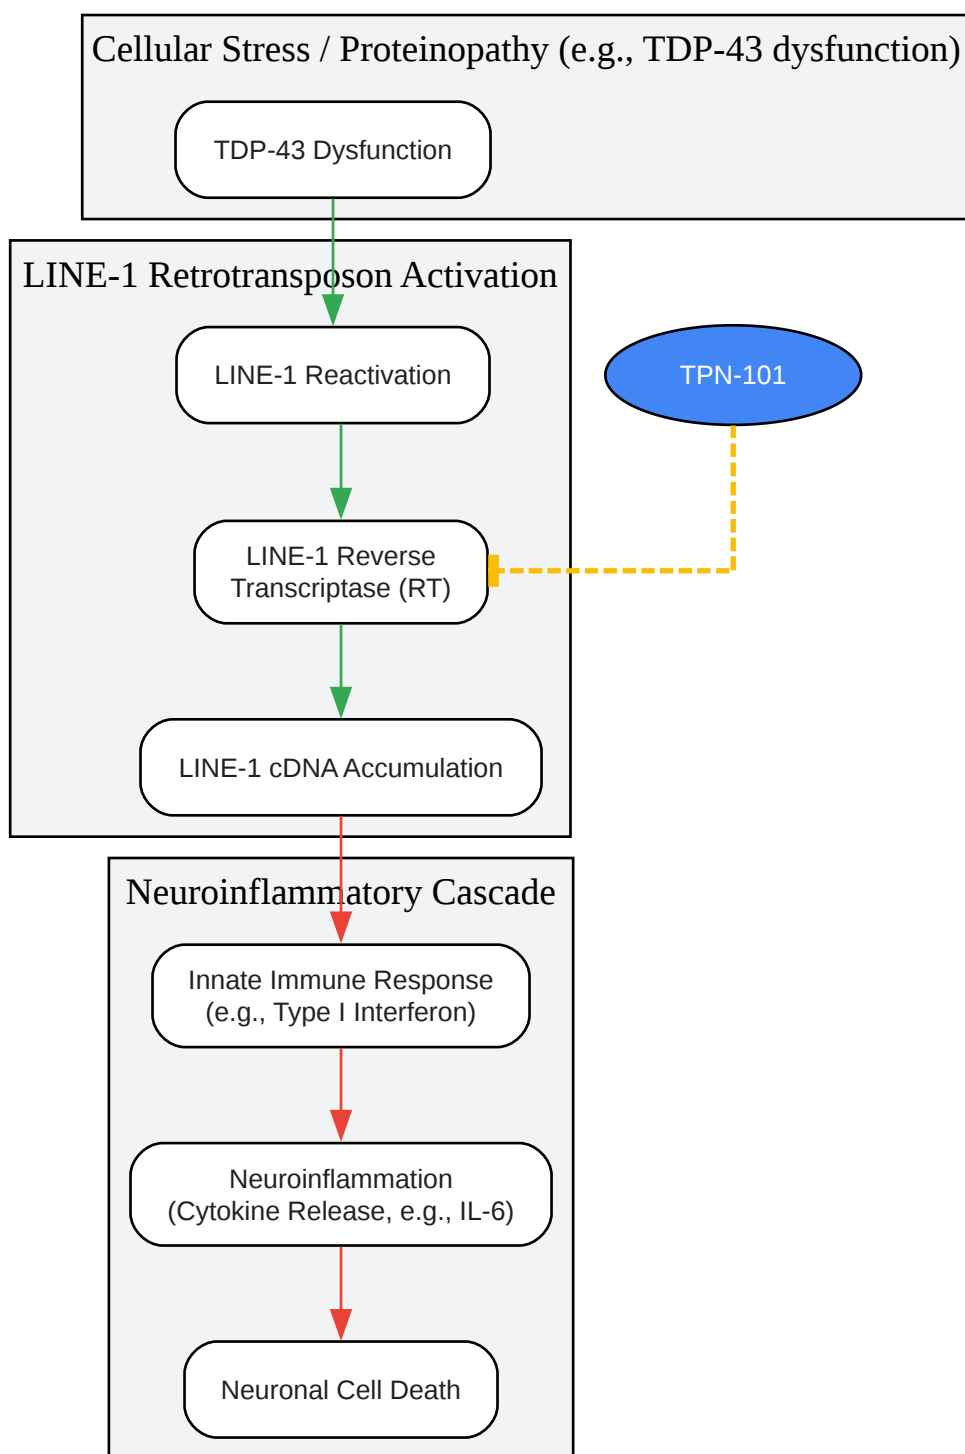 Cellular Stress / Proteinopathy (e.g., TDP-43 dysfunction)
TDP-43 Dysfunction
LINE-1 Retrotransposon Activation
LINE-1 Reactivation
TPN-101
LINE-1 Reverse
Transcriptase (RT)
LINE-1 cDNA Accumulation
Neuroinflammatory Cascade
Innate Immune Response
(e.g., Type I Interferon)
Neuroinflammation
(Cytokine Release, e.g., IL-6)
Neuronal Cell Death